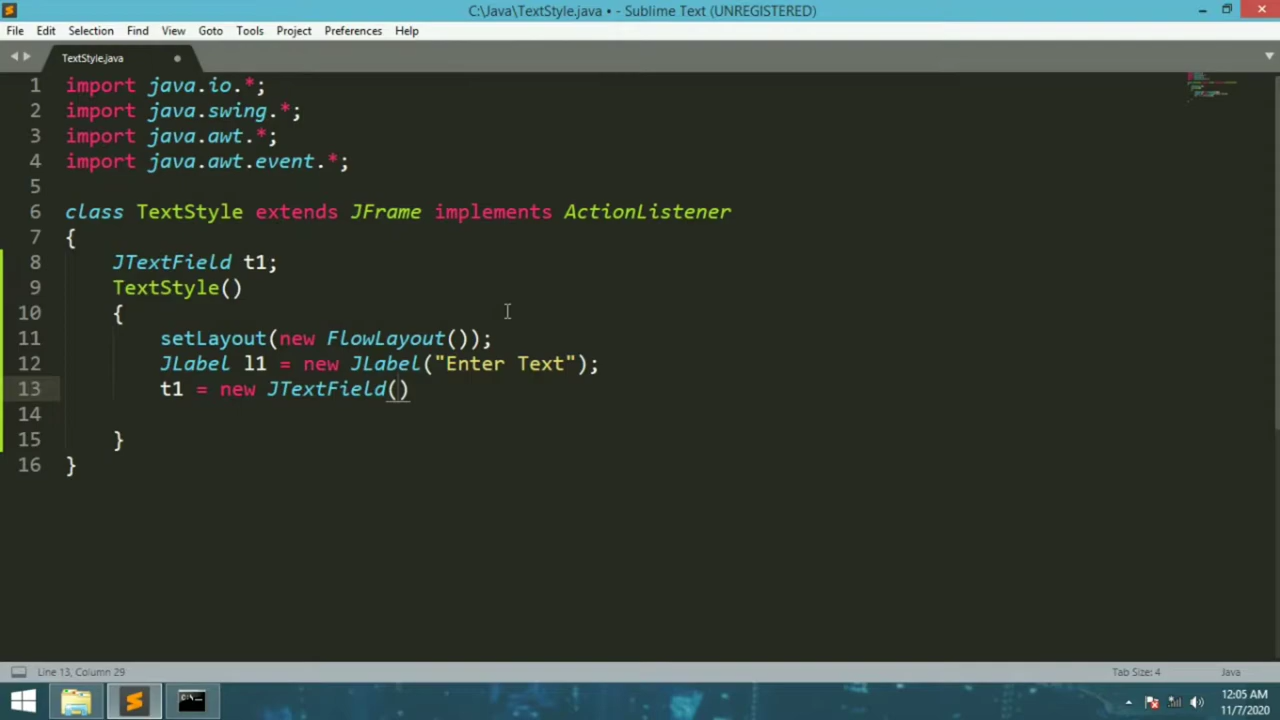 C:\Java\TextStyle.java • - Sublime Text (UNREGISTERED)
File Edit Selection Find View Goto Tools Project Preferences Help
TextStyle.java
1 import java.io.*;
2 import java.swing.*;
3 import java.awt.*;
4 import java.awt.event.*;
5
6 class TextStyle extends JFrame implements ActionListener
7 {
8 JTextField t1;
9 TextStyle()
10 {
11 setLayout(new FlowLayout());
12 JLabel l1 = new JLabel("Enter Text");
13 t1 = new JTextField()
14
15 }
16 }
Line 13, Column 29 Tab Size: 4 Java
12:05 AM
11/7/2020